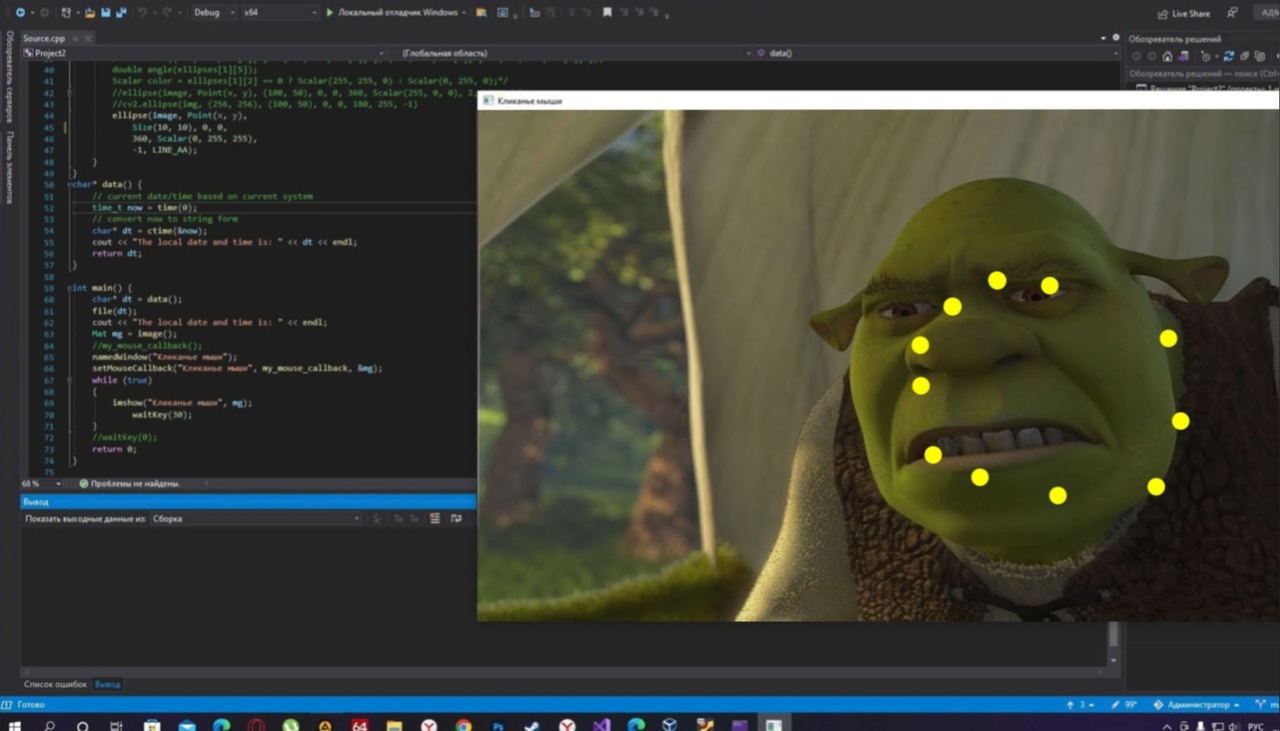 Debug
x64
Локальный отладчик Windows
Live Share
Source.cpp
Project2
(Глобальная область)
data()
Обозреватель решений
Обозреватель серверов
Панель элементов
40
41
42
43
44
45
46
47
48
49
50
51
52
53
54
55
56
57
58
59
60
61
62
63
64
65
66
67
68
69
70
71
72
73
74
75
double angle(ellipses[1][5]);
Scalar color = ellipses[1][2] == 0 ? Scalar(255, 255, 0) : Scalar(0, 255, 0);*/
//ellipse(image, Point(x, y), (100, 50), 0, 0, 360, Scalar(255, 0, 0), 2,
//cv2.ellipse(img, (256, 256), (100, 50), 0, 0, 180, 255, -1)
ellipse(image, Point(x, y),
Size(10, 10), 0, 0,
360, Scalar(0, 255, 255),
-1, LINE_AA);
}
}
char* data() {
// current date/time based on current system
time_t now = time(0);
// convert now to string form
char* dt = ctime(&now);
cout << "The local date and time is: " << dt << endl;
return dt;
}
int main() {
char* dt = data();
file(dt);
cout << "The local date and time is: " << endl;
Mat mg = image();
//my_mouse_callback();
namedWindow("Кликанье мыши");
setMouseCallback("Кликанье мыши", my_mouse_callback, &mg);
while (true)
{
imshow("Кликанье мыши", mg);
waitKey(30);
}
//waitKey(0);
return 0;
}
Кликанье мыши
68 %
Проблемы не найдены.
Вывод
Показать выходные данные из:
Сборка
Список ошибок
Вывод
Готово
3
99+
Администратор
64
РУС